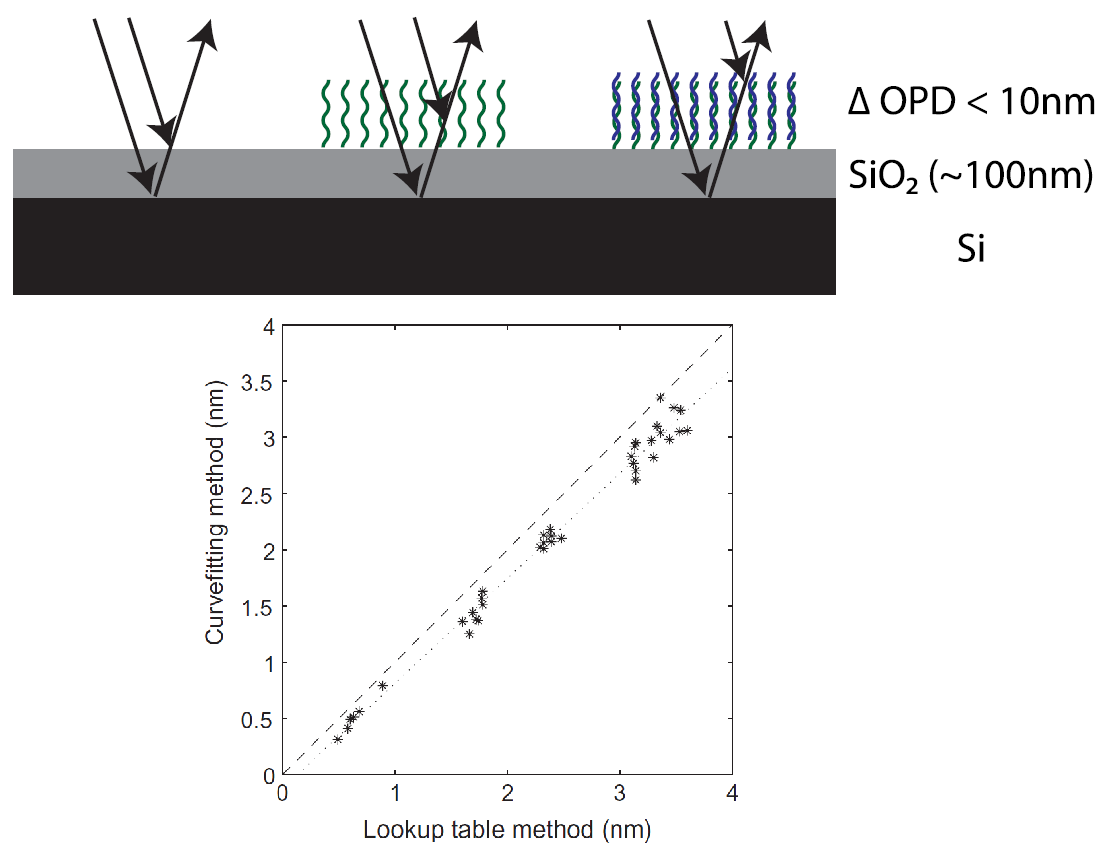 Δ OPD < 10nm
SiO₂ (~100nm)
Si
4
3.5
3
2.5
2
1.5
1
0.5
0
Curvefitting method (nm)
0 1 2 3 4
Lookup table method (nm)